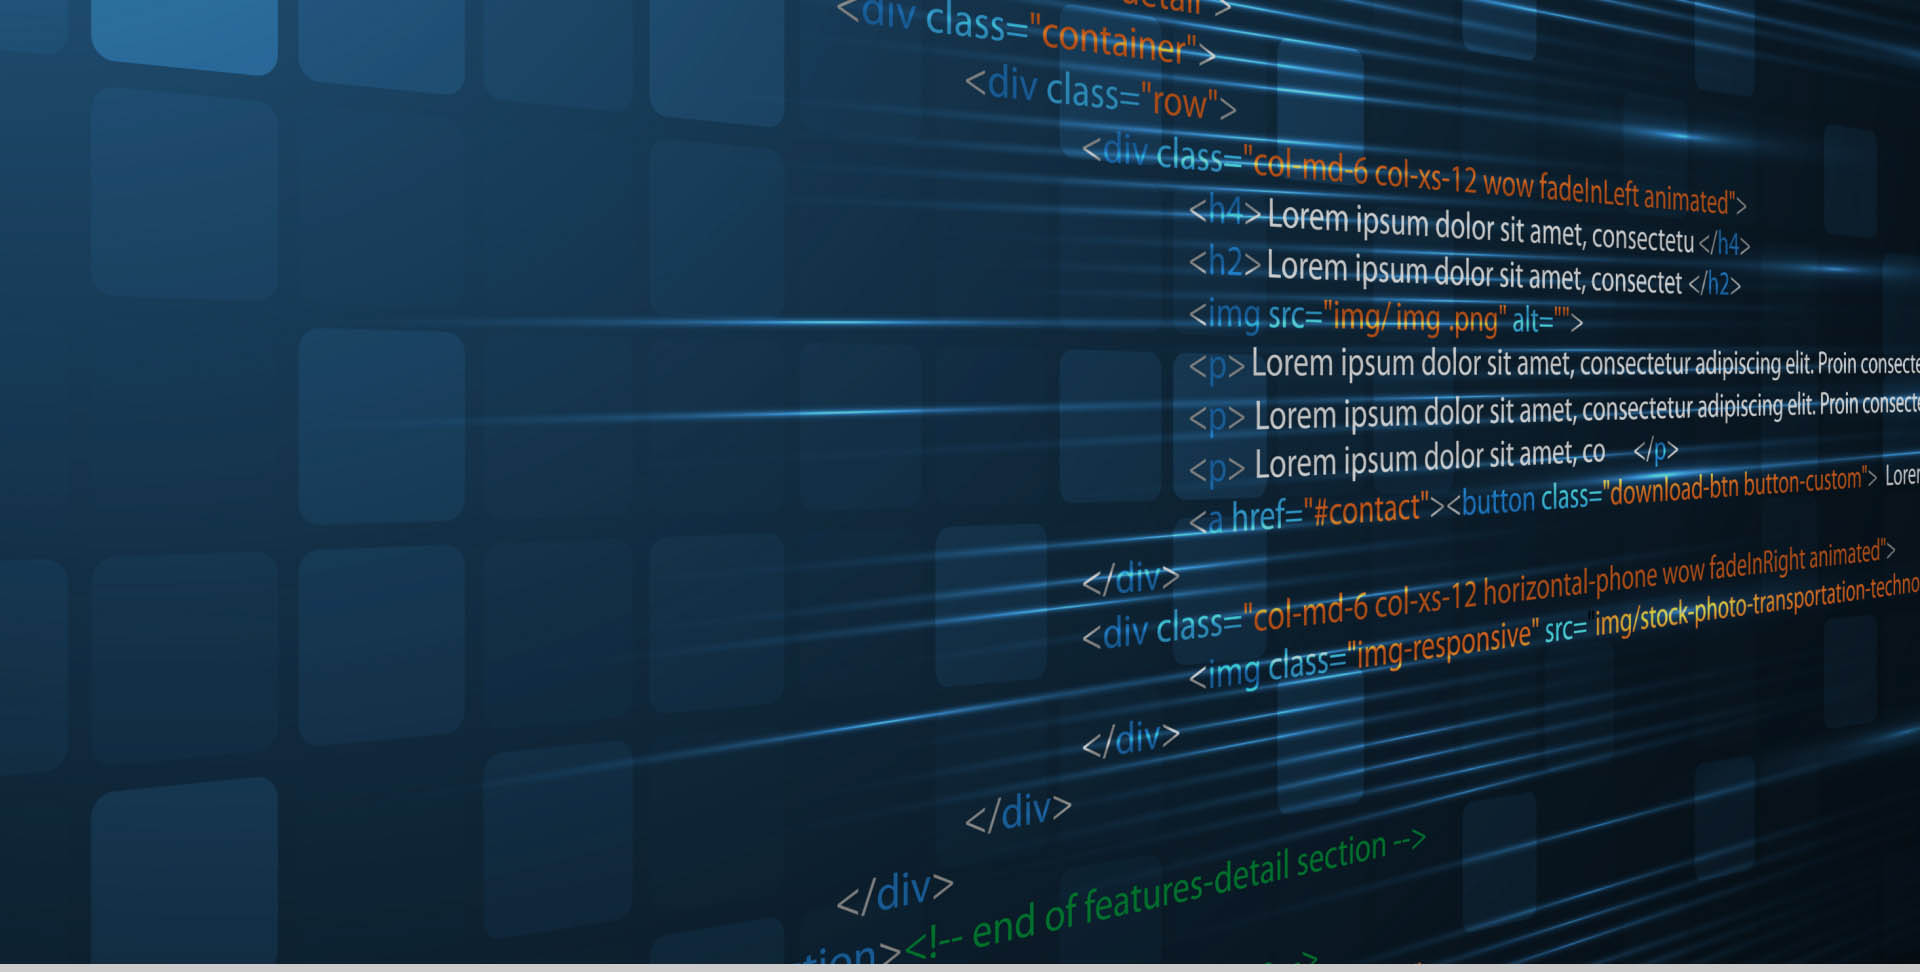 <div class="container">
<div class="row">
<div class="col-md-6 col-xs-12 wow fadeInLeft animated">
<h4> Lorem ipsum dolor sit amet, consectetu </h4>
<h2> Lorem ipsum dolor sit amet, consectet </h2>
<img src="img/ img .png" alt="">
<p> Lorem ipsum dolor sit amet, consectetur adipiscing elit. Proin consecte
<p> Lorem ipsum dolor sit amet, consectetur adipiscing elit. Proin consecte
<p> Lorem ipsum dolor sit amet, co </p>
<a href="#contact"><button class="download-btn button-custom"> Lorem
</div>
<div class="col-md-6 col-xs-12 horizontal-phone wow fadeInRight animated">
<img class="img-responsive" src="img/stock-photo-transportation-techno
</div>
</div>
</div>
<!-- end of features-detail section -->